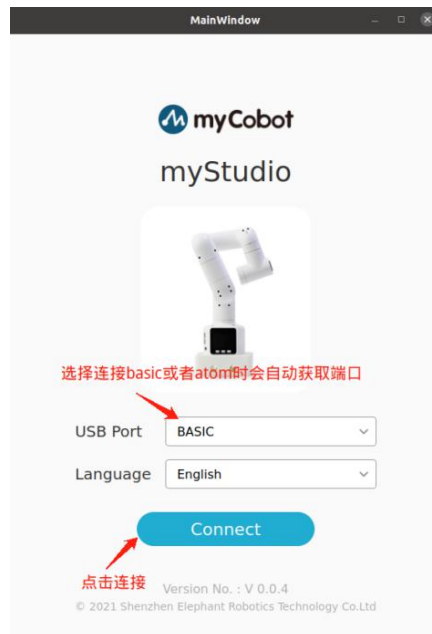 MainWindow
myCobot
myStudio
选择连接basic或者atom时会自动获取端口
USB Port
BASIC
Language
English
Connect
点击连接
Version No. : V 0.0.4
© 2021 Shenzhen Elephant Robotics Technology Co.Ltd